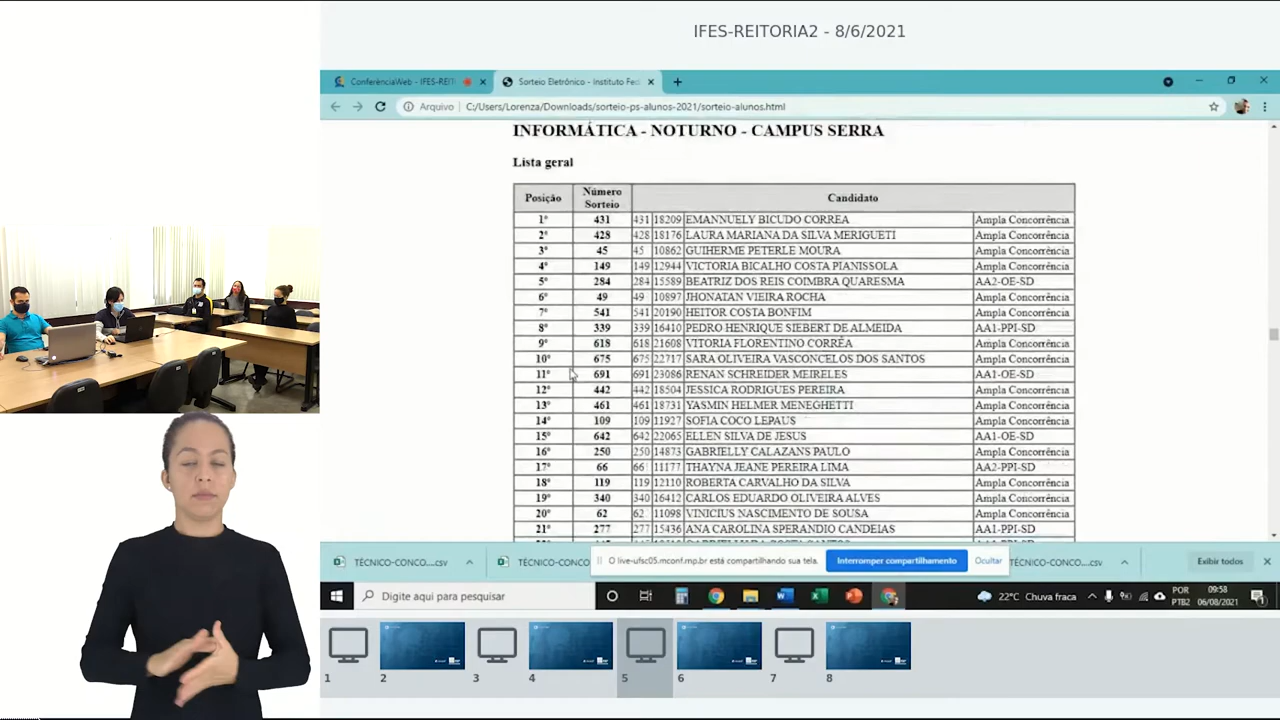 IFES-REITORIA2 - 8/6/2021
ConferênciaWeb - IFES-REIT
Sorteio Eletrônico - Instituto Fed
Arquivo C:/Users/Lorenza/Downloads/sorteio-ps-alunos-2021/sorteio-alunos.html
INFORMÁTICA - NOTURNO - CAMPUS SERRA
Lista geral
Posição Número Sorteio Candidato
1º 431 431 18209 EMANNUELY BICUDO CORREA Ampla Concorrência
2º 428 428 18176 LAURA MARIANA DA SILVA MERIGUETI Ampla Concorrência
3º 45 45 10862 GUIHERME PETERLE MOURA Ampla Concorrência
4º 149 149 12944 VICTORIA BICALHO COSTA PIANISSOLA Ampla Concorrência
5º 284 284 15589 BEATRIZ DOS REIS COIMBRA QUARESMA AA2-OE-SD
6º 49 49 10897 JHONATAN VIEIRA ROCHA Ampla Concorrência
7º 541 541 20190 HEITOR COSTA BONFIM Ampla Concorrência
8º 339 339 16410 PEDRO HENRIQUE SIEBERT DE ALMEIDA AA1-PPI-SD
9º 618 618 21608 VITORIA FLORENTINO CORRÊA Ampla Concorrência
10º 675 675 22717 SARA OLIVEIRA VASCONCELOS DOS SANTOS Ampla Concorrência
11º 691 691 23086 RENAN SCHREIDER MEIRELES AA1-OE-SD
12º 442 442 18504 JESSICA RODRIGUES PEREIRA Ampla Concorrência
13º 461 461 18731 YASMIN HELMER MENEGHETTI Ampla Concorrência
14º 109 109 11927 SOFIA COCO LEPAUS Ampla Concorrência
15º 642 642 22065 ELLEN SILVA DE JESUS AA1-OE-SD
16º 250 250 14873 GABRIELLY CALAZANS PAULO Ampla Concorrência
17º 66 66 11177 THAYNA JEANE PEREIRA LIMA AA2-PPI-SD
18º 119 119 12110 ROBERTA CARVALHO DA SILVA Ampla Concorrência
19º 340 340 16412 CARLOS EDUARDO OLIVEIRA ALVES Ampla Concorrência
20º 62 62 11098 VINICIUS NASCIMENTO DE SOUSA Ampla Concorrência
21º 277 277 15436 ANA CAROLINA SPERANDIO CANDEIAS AA1-PPI-SD
TÉCNICO-CONCO....csv
TÉCNICO-CONCO
O live-ufsc05.mconf.rnp.br está compartilhando sua tela.
Interromper compartilhamento
Ocultar
TÉCNICO-CONCO....csv
Exibir todos
Digite aqui para pesquisar
22°C Chuva fraca
POR
PTB2
09:58
06/08/2021
1
1 2 3 4 5 6 7 8